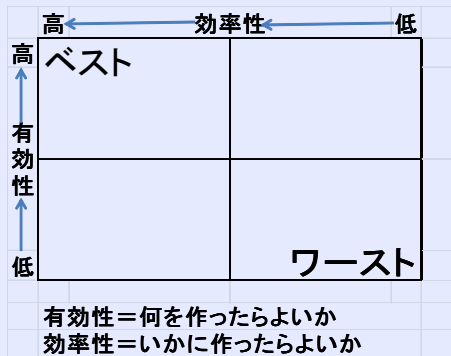 高 効率性 低
高
ベスト
有効性
低
ワースト
有効性＝何を作ったらよいか
効率性＝いかに作ったらよいか